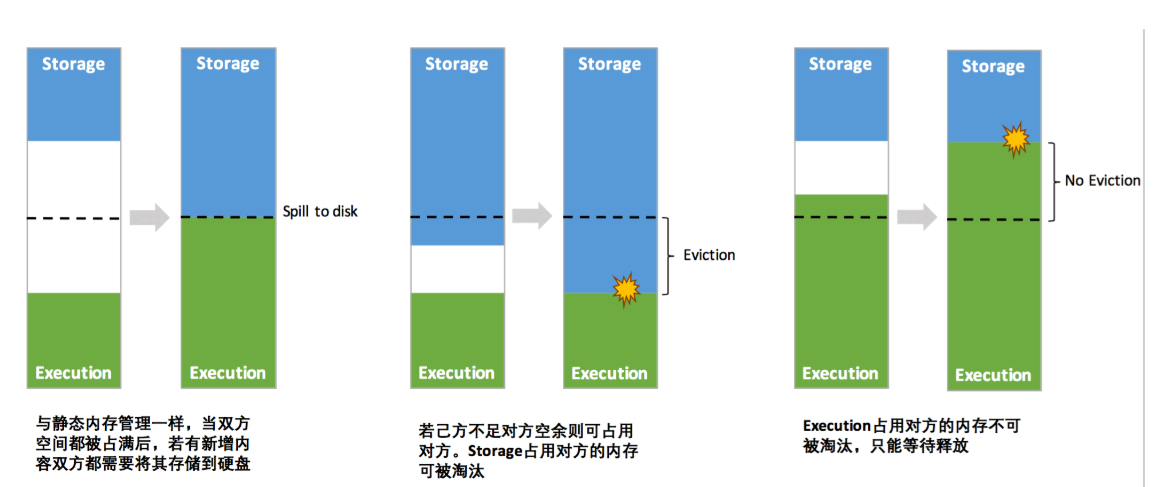 Storage
Storage
Spill to disk
Execution
Execution
与静态内存管理一样，当双方
空间都被占满后，若有新增内
容双方都需要将其存储到硬盘
Storage
Storage
Eviction
Execution
Execution
若己方不足对方空余则可占用
对方。Storage占用对方的内存
可被淘汰
Storage
Storage
No Eviction
Execution
Execution
Execution占用对方的内存不可
被淘汰，只能等待释放